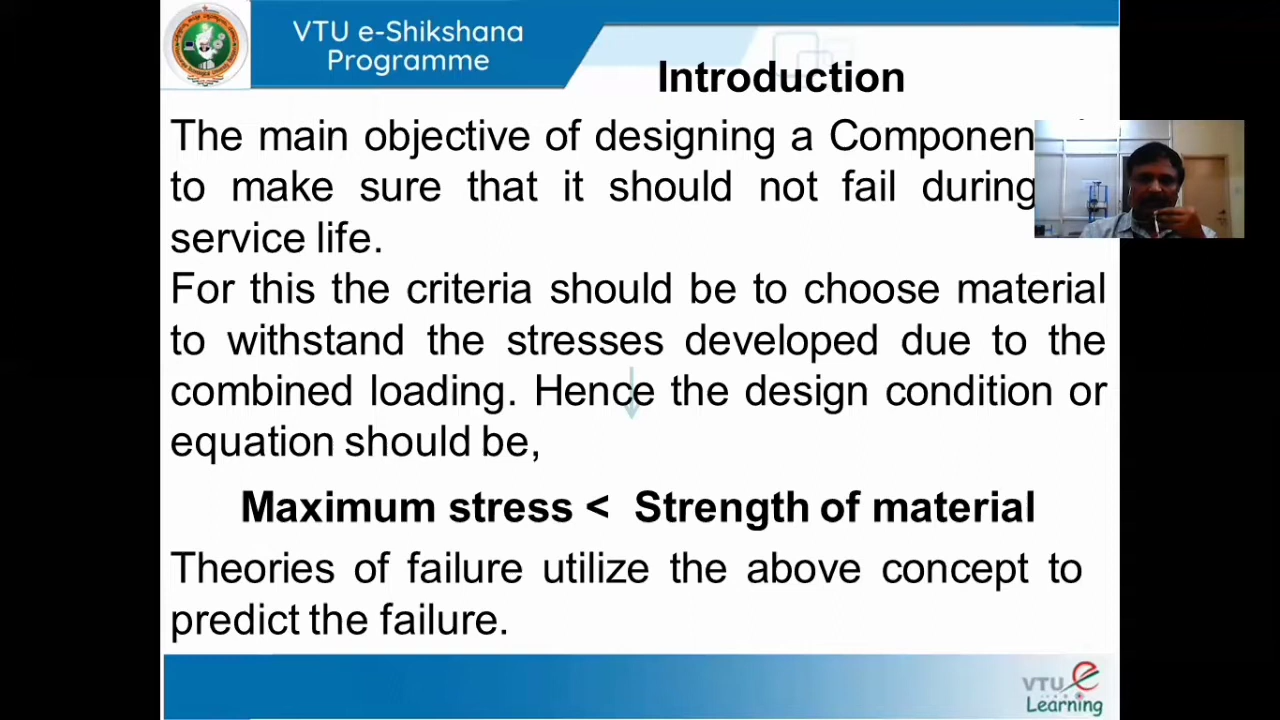 VTU e-Shikshana
Programme
Introduction
The main objective of designing a Componen
to make sure that it should not fail during
service life.
For this the criteria should be to choose material
to withstand the stresses developed due to the
combined loading. Hence the design condition or
equation should be,
Maximum stress < Strength of material
Theories of failure utilize the above concept to
predict the failure.
VTU e
Learning